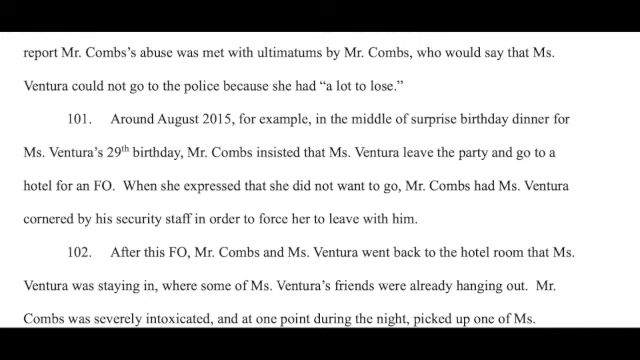 report Mr. Combs’s abuse was met with ultimatums by Mr. Combs, who would say that Ms.
Ventura could not go to the police because she had “a lot to lose.”
101. Around August 2015, for example, in the middle of surprise birthday dinner for
Ms. Ventura’s 29th birthday, Mr. Combs insisted that Ms. Ventura leave the party and go to a
hotel for an FO. When she expressed that she did not want to go, Mr. Combs had Ms. Ventura
cornered by his security staff in order to force her to leave with him.
102. After this FO, Mr. Combs and Ms. Ventura went back to the hotel room that Ms.
Ventura was staying in, where some of Ms. Ventura’s friends were already hanging out. Mr.
Combs was severely intoxicated, and at one point during the night, picked up one of Ms.